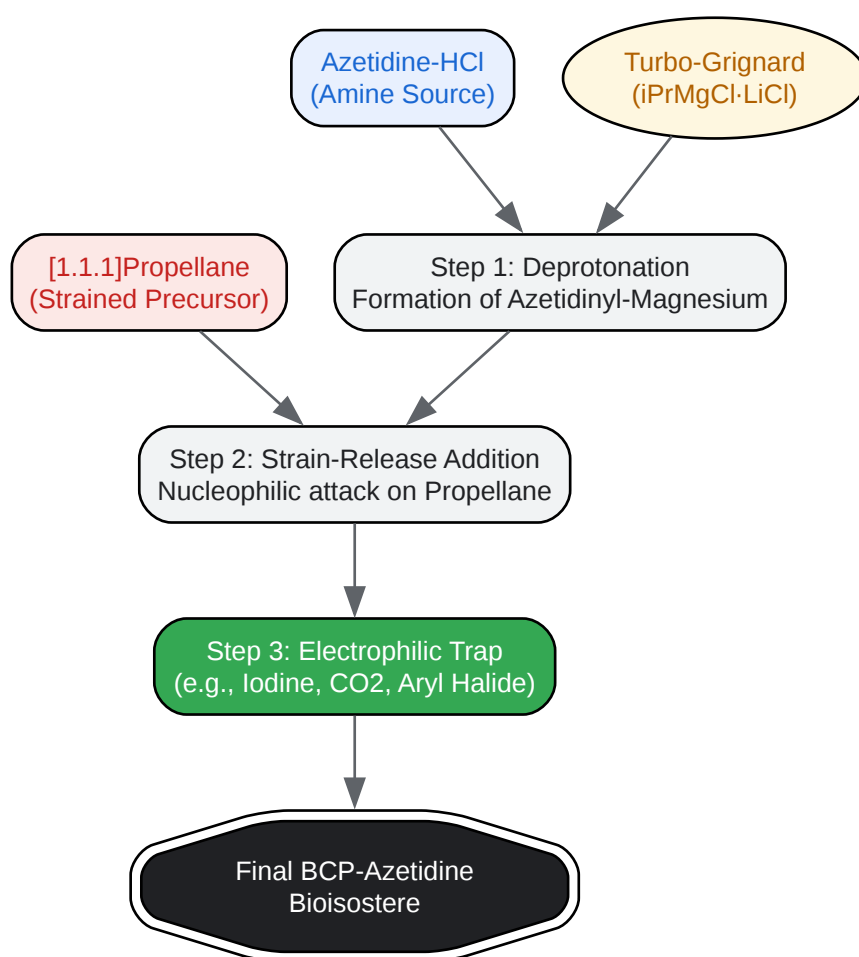 Azetidine-HCl
(Amine Source)
Turbo-Grignard
(iPrMgCl·LiCl)
[1.1.1]Propellane
(Strained Precursor)
Step 1: Deprotonation
Formation of Azetidinyl-Magnesium
Step 2: Strain-Release Addition
Nucleophilic attack on Propellane
Step 3: Electrophilic Trap
(e.g., Iodine, CO2, Aryl Halide)
Final BCP-Azetidine
Bioisostere